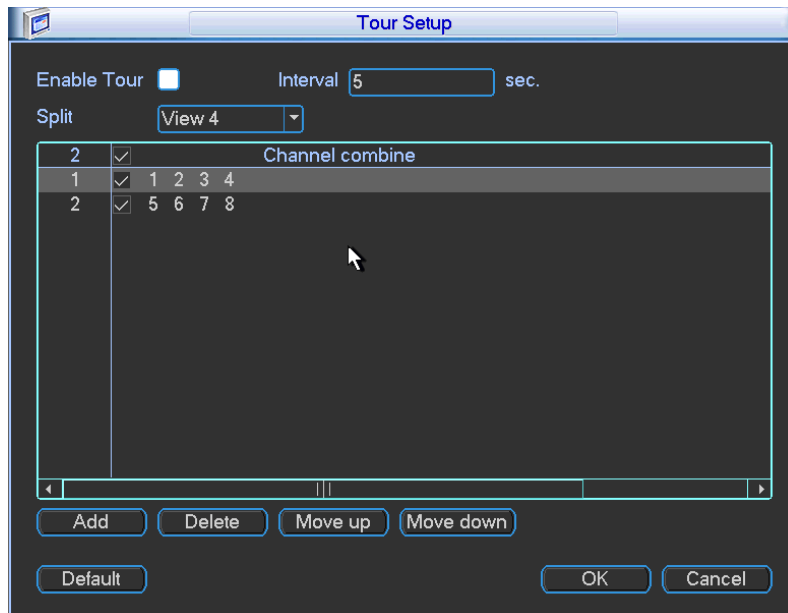 Tour Setup
Enable Tour Interval 5 sec.
Split View 4
2 Channel combine
1 1 2 3 4
2 5 6 7 8
Add Delete Move up Move down
Default OK Cancel